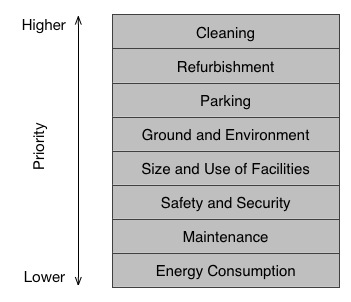 Higher
Cleaning
Refurbishment
Parking
Ground and Environment
Priority
Size and Use of Facilities
Safety and Security
Maintenance
Lower
Energy Consumption